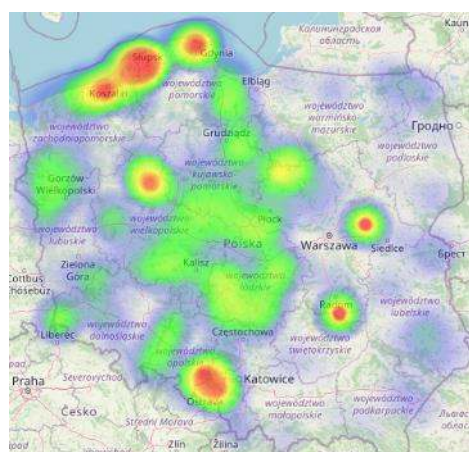 Калининградская
область
Kaun
Gdynia
Słupsk
Elbląg
Koszalin
województwo
pomorskie
województwo
warmińsko
mazurskie
województwo
zachodniopomorskie
Grudziądz
Гродно
województwo
podlaskie
Gorzów
Wielkopolski
województwo
kujawsko-
pomorskie
województwo
lubuskie
województwo
wielkopolskie
Płock
Polska
Warszawa
Siedlce
Брест
Cottbus
Chóśebuz
Zielona
Góra
Kalisz
województwo
łódzkie
Radom
województwo
lubelskie
Liberec
województwo
dolnośląskie
Częstochowa
województwo
świętokrzyskie
województwo
opolskie
Praha
Severovýchod
Katowice
Ostrava
Česko
województwo
małopolskie
województwo
podkarpackie
Střední Morava
Zlín
Žilina